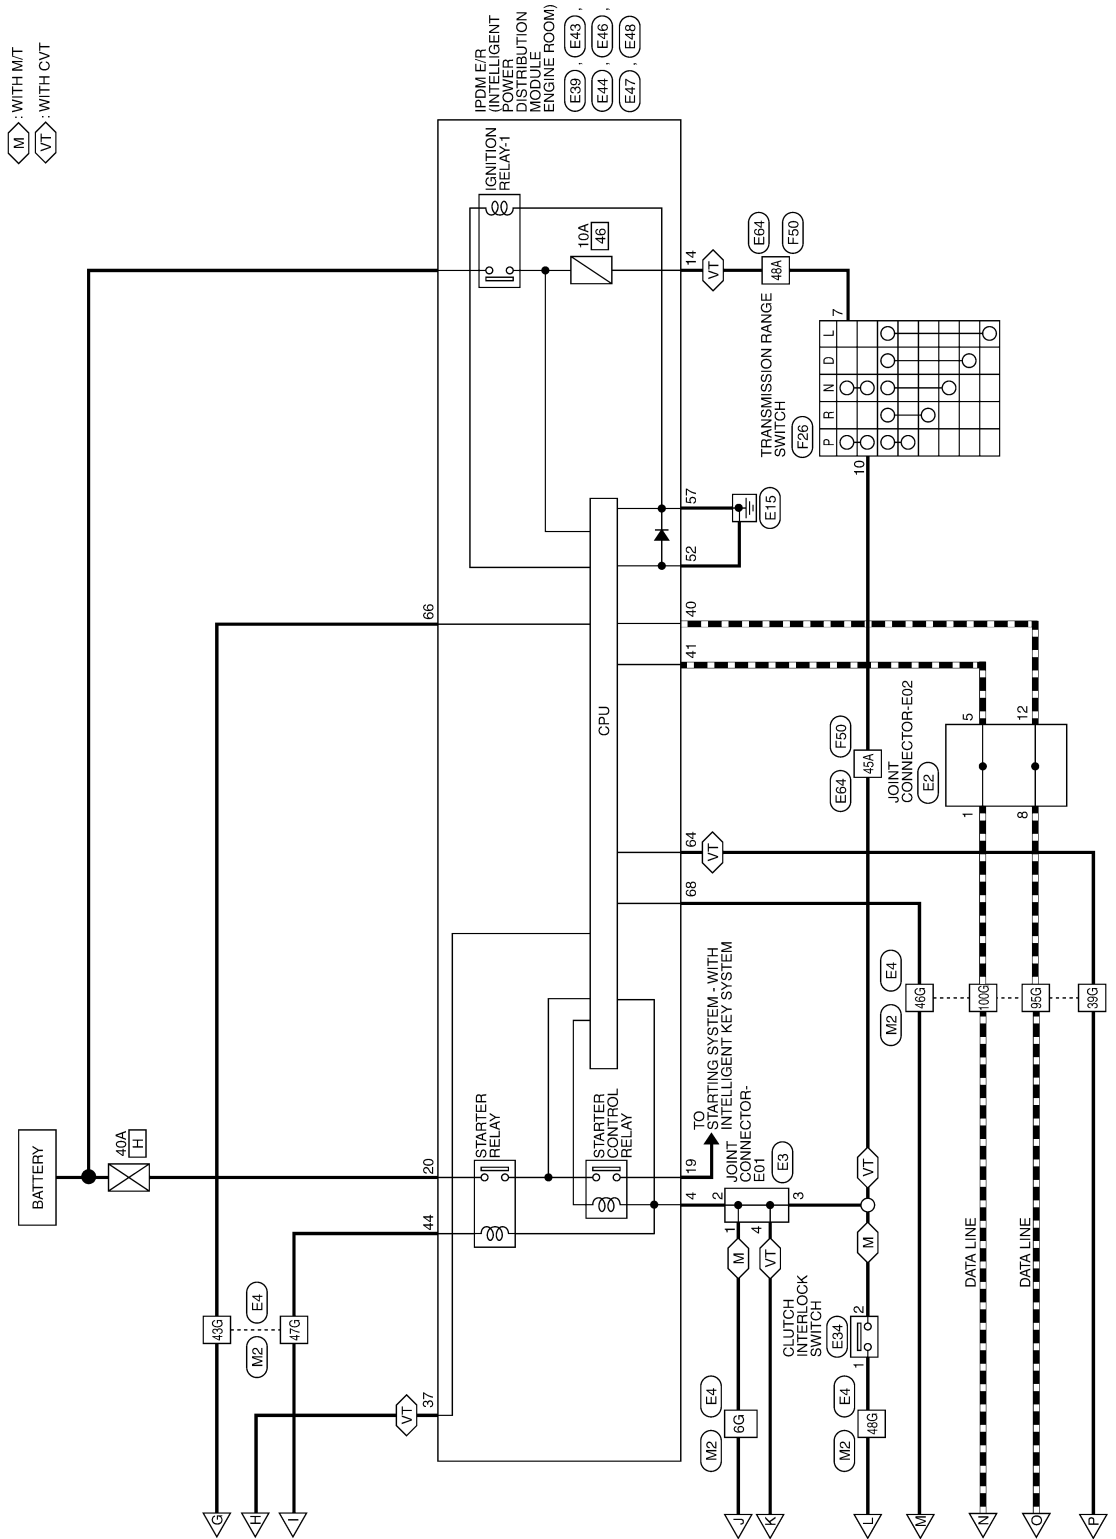 M : WITH M/T
VT : WITH CVT
IPDM E/R
(INTELLIGENT
POWER
DISTRIBUTION
MODULE
ENGINE ROOM)
E39 , E43 ,
E44 , E46 ,
E47 , E48
BATTERY
40A
H
IGNITION
RELAY-1
10A
46
14
VT
48A
E64
F50
7
TRANSMISSION RANGE
SWITCH
F26
P R N D L
10
57
52
E15
66
40
41
CPU
JOINT
CONNECTOR-E02
E2
5
12
1
8
E64
F50
45A
64
VT
68
E4
M2
46G
100G
95G
39G
20
44
STARTER
RELAY
STARTER
CONTROL
RELAY
19
TO
STARTING SYSTEM - WITH
INTELLIGENT KEY SYSTEM
4
JOINT
CONNECTOR-
E01
E3
2
1
4
3
M
VT
VT
M
CLUTCH
INTERLOCK
SWITCH
E34
2
1
DATA LINE
DATA LINE
43G
E4
M2
47G
37
VT
M2
E4
6G
M2
E4
48G
G
H
I
J
K
L
M
N
O
P